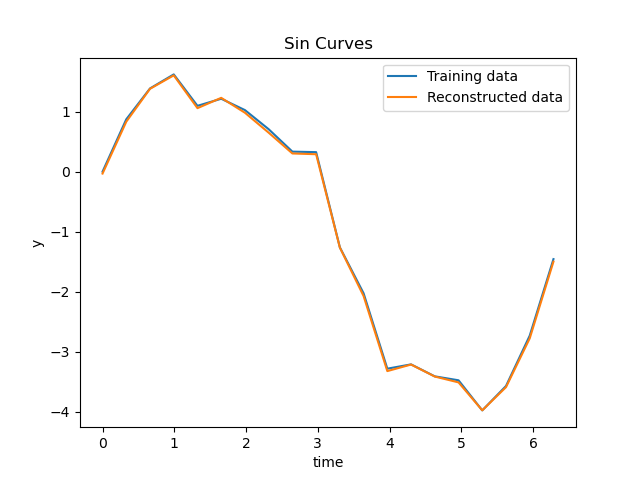 Sin Curves
Training data
Reconstructed data
1
0
−1
−2
−3
−4
y
0 1 2 3 4 5 6
time